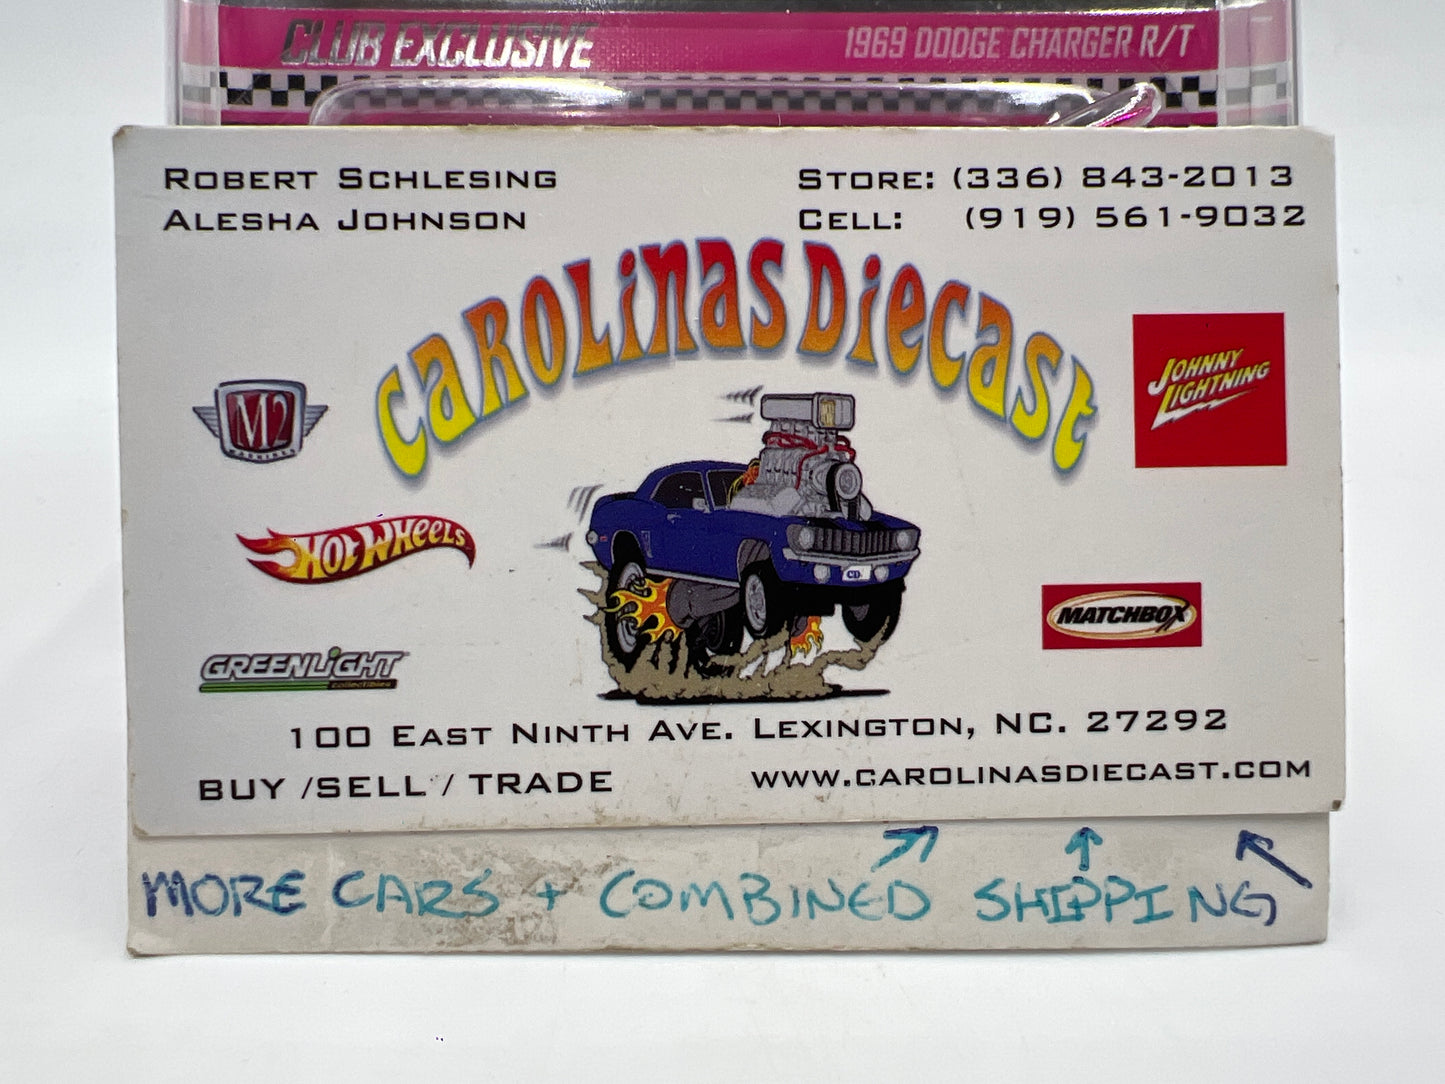 CLUB EXCLUSIVE
1969 DODGE CHARGER R/T
ROBERT SCHLESING
ALESHA JOHNSON
STORE: (336) 843-2013
CELL: (919) 561-9032
CAROLINAS DIECAST
M2
MACHINES
JOHNNY
LIGHTNING
HOT WHEELS
MATCHBOX
GREENLIGHT
collectibles
100 EAST NINTH AVE. LEXINGTON, NC. 27292
BUY /SELL / TRADE
WWW.CAROLINASDIECAST.COM
MORE CARS + COMBINED SHIPPING